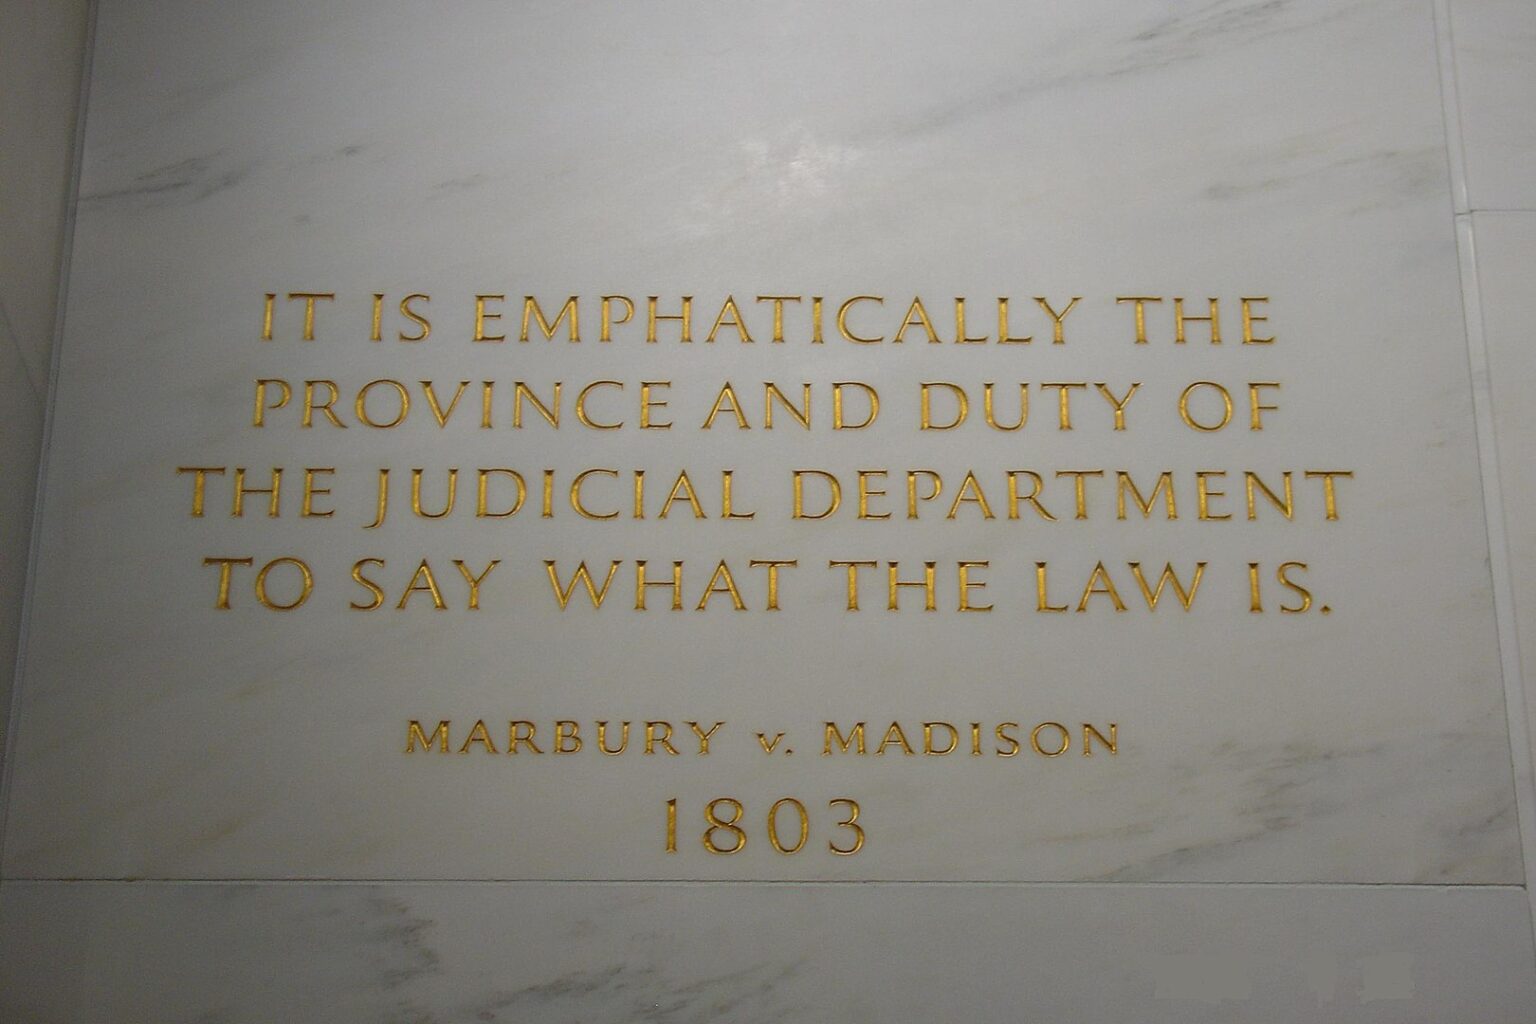 IT IS EMPHATICALLY THE
PROVINCE AND DUTY OF
THE JUDICIAL DEPARTMENT
TO SAY WHAT THE LAW IS.
MARBURY v. MADISON
1803